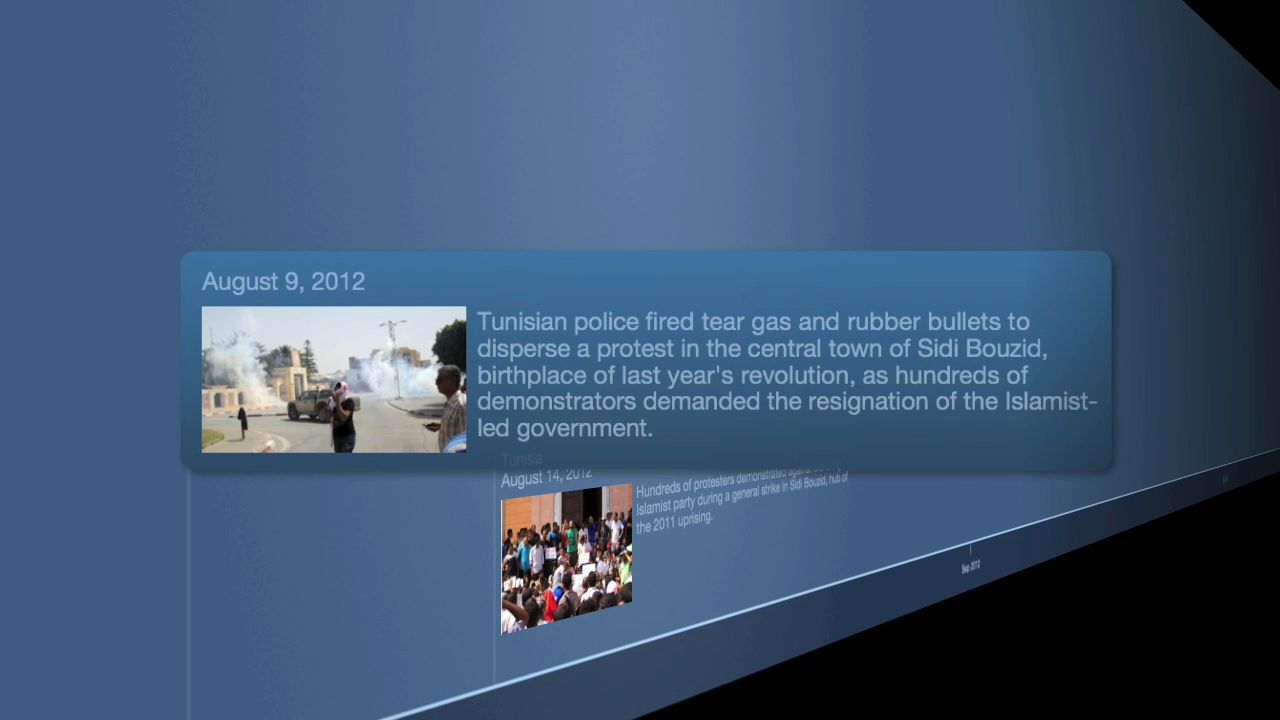 August 9, 2012
Tunisian police fired tear gas and rubber bullets to
disperse a protest in the central town of Sidi Bouzid,
birthplace of last year's revolution, as hundreds of
demonstrators demanded the resignation of the Islamist-
led government.
Tunisia
August 14, 2012
Hundreds of protesters demonstrated against
Islamist party during a general strike in Sidi Bouzid, hub of
the 2011 uprising.
Sep 2012